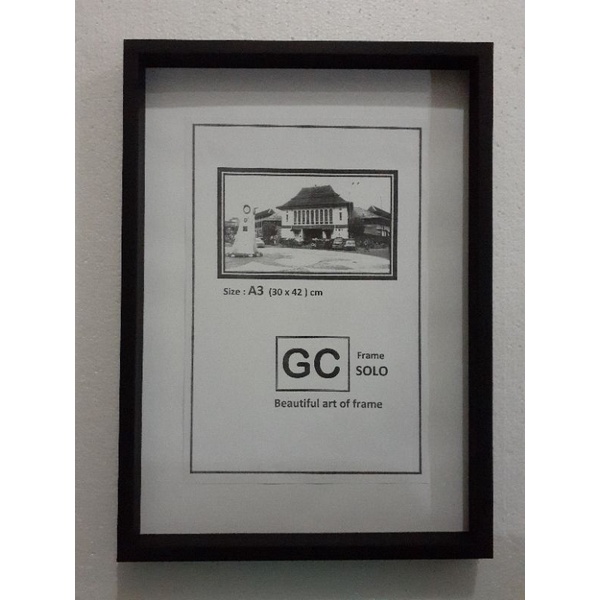 Size : A3 (30 x 42 ) cm
GC
Frame
SOLO
Beautiful art of frame